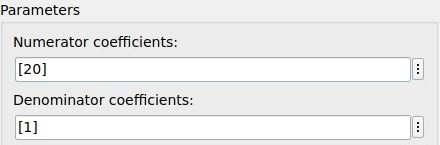 Parameters
Numerator coefficients:
[20]
Denominator coefficients:
[1]